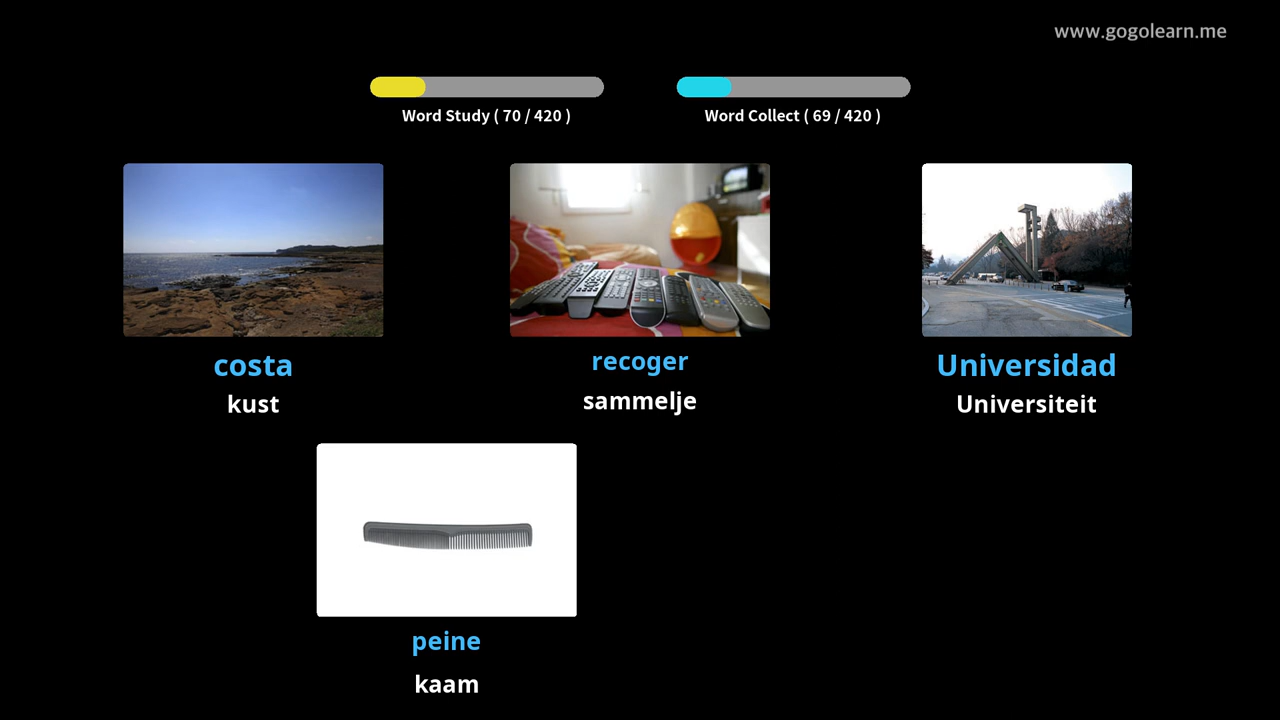 www.gogolearn.me
Word Study ( 70 / 420 )
Word Collect ( 69 / 420 )
costa
kust
recoger
sammelje
Universidad
Universiteit
peine
kaam